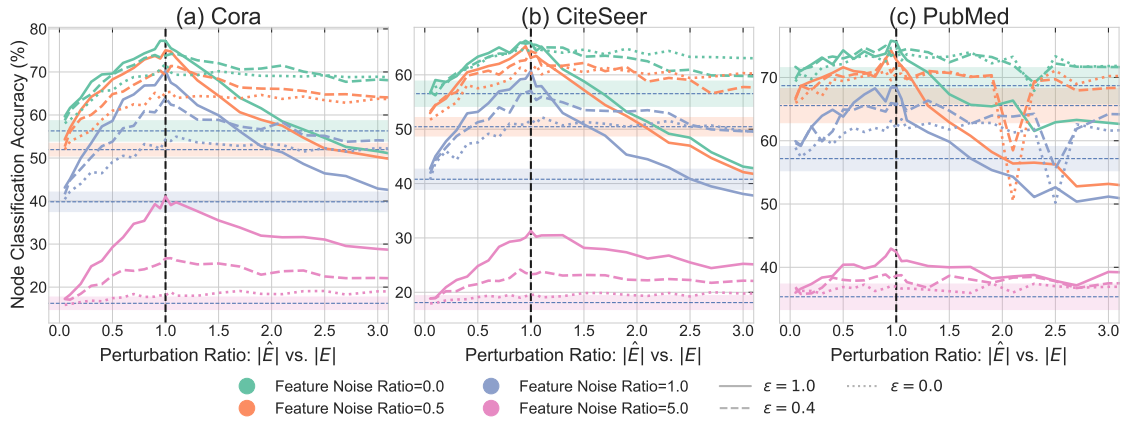 (a) Cora
(b) CiteSeer
(c) PubMed
Node Classification Accuracy (%)
80
70
60
50
40
30
20
0.0 0.5 1.0 1.5 2.0 2.5 3.0
60
50
40
30
20
0.0 0.5 1.0 1.5 2.0 2.5 3.0
70
60
50
40
0.0 0.5 1.0 1.5 2.0 2.5 3.0
Perturbation Ratio: |Ê| vs. |E|
Perturbation Ratio: |Ê| vs. |E|
Perturbation Ratio: |Ê| vs. |E|
Feature Noise Ratio=0.0 Feature Noise Ratio=1.0 ε = 1.0 ε = 0.0
Feature Noise Ratio=0.5 Feature Noise Ratio=5.0 ε = 0.4